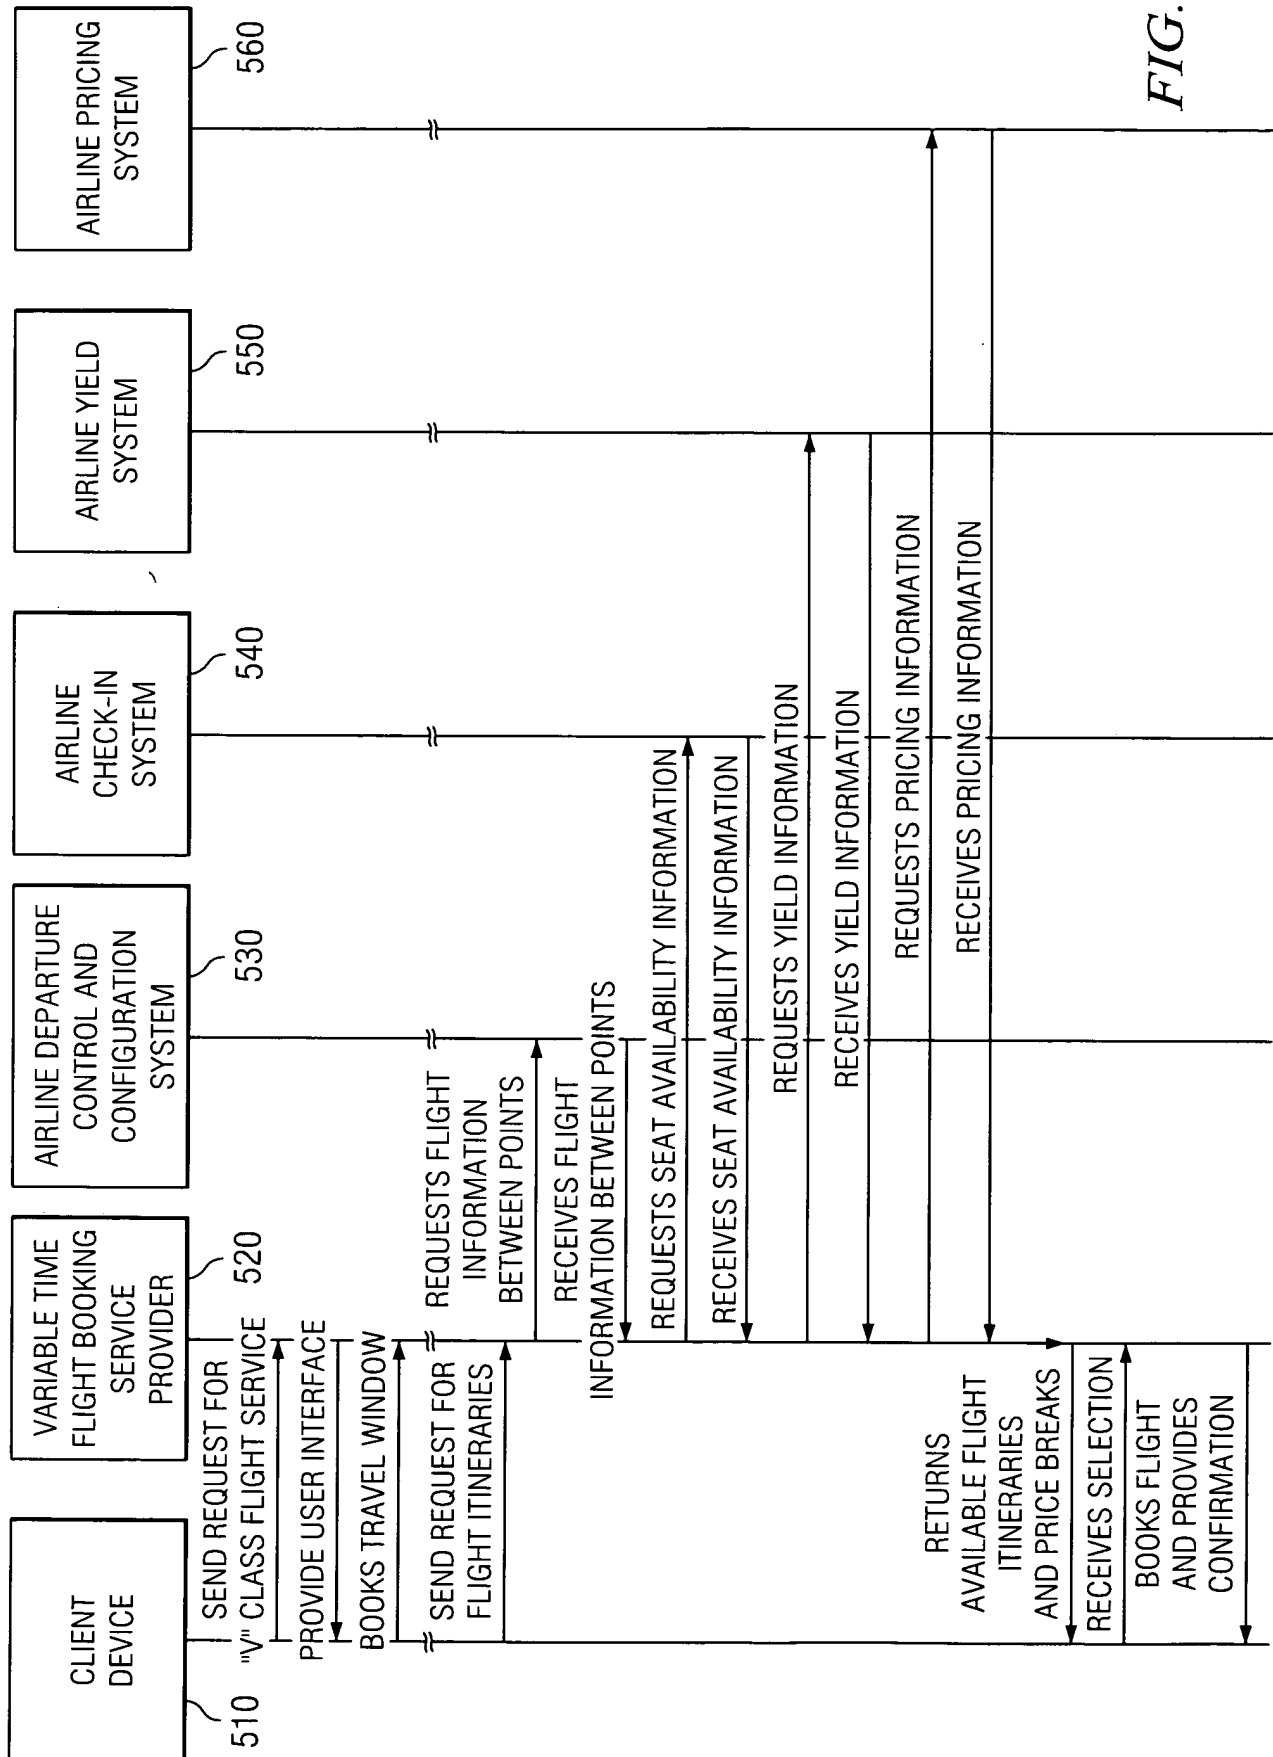 CLIENT
DEVICE
510
VARIABLE TIME
FLIGHT BOOKING
SERVICE
PROVIDER
520
AIRLINE DEPARTURE
CONTROL AND
CONFIGURATION
SYSTEM
530
AIRLINE
CHECK-IN
SYSTEM
540
AIRLINE YIELD
SYSTEM
550
AIRLINE PRICING
SYSTEM
560
SEND REQUEST FOR
"V" CLASS FLIGHT SERVICE
PROVIDE USER INTERFACE
BOOKS TRAVEL WINDOW
SEND REQUEST FOR
FLIGHT ITINERARIES
REQUESTS FLIGHT
INFORMATION
BETWEEN POINTS
RECEIVES FLIGHT
INFORMATION BETWEEN POINTS
REQUESTS SEAT AVAILABILITY INFORMATION
RECEIVES SEAT AVAILABILITY INFORMATION
REQUESTS YIELD INFORMATION
RECEIVES YIELD INFORMATION
REQUESTS PRICING INFORMATION
RECEIVES PRICING INFORMATION
RETURNS
AVAILABLE FLIGHT
ITINERARIES
AND PRICE BREAKS
RECEIVES SELECTION
BOOKS FLIGHT
AND PROVIDES
CONFIRMATION
FIG.